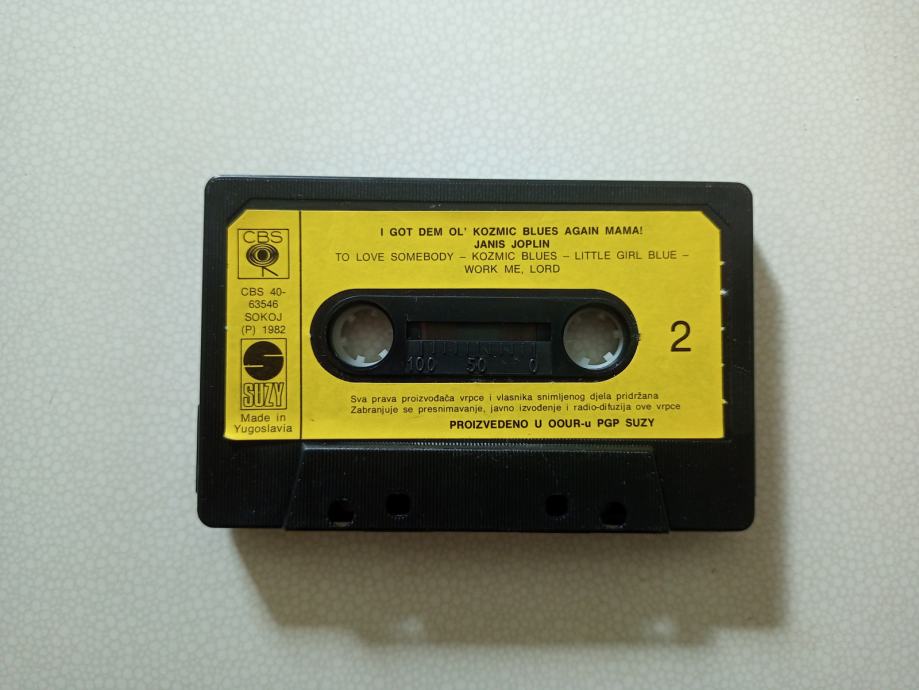 I GOT DEM OL' KOZMIC BLUES AGAIN MAMA!
JANIS JOPLIN
TO LOVE SOMEBODY – KOZMIC BLUES – LITTLE GIRL BLUE –
WORK ME, LORD
CBS
CBS 40-
63546
SOKOJ
(P) 1982
SUZY
Made in
Yugoslavia
100 50 0
2
Sva prava proizvođača vrpce i vlasnika snimljenog djela pridržana
Zabranjuje se presnimavanje, javno izvođenje i radio-difuzija ove vrpce
PROIZVEDENO U OOUR-u PGP SUZY